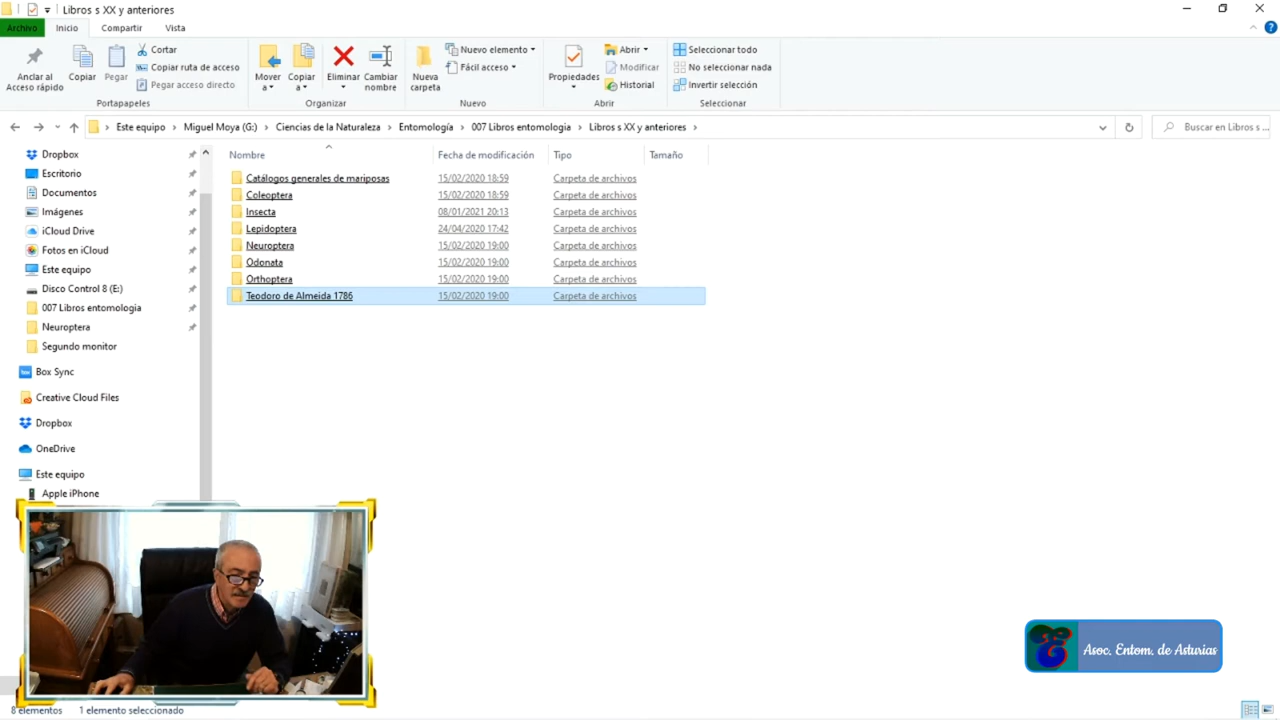 Libros s XX y anteriores
Archivo Inicio Compartir Vista
Anclar al Acceso rápido
Copiar
Pegar
Cortar
Copiar ruta de acceso
Pegar acceso directo
Portapapeles
Mover a
Copiar a
Eliminar
Cambiar nombre
Organizar
Nueva carpeta
Nuevo elemento
Fácil acceso
Nuevo
Propiedades
Abrir
Modificar
Historial
Abrir
Seleccionar todo
No seleccionar nada
Invertir selección
Seleccionar
Este equipo > Miguel Moya (G:) > Ciencias de la Naturaleza > Entomología > 007 Libros entomologia > Libros s XX y anteriores >
Buscar en Libros s ...
Dropbox
Escritorio
Documentos
Imágenes
iCloud Drive
Fotos en iCloud
Este equipo
Disco Control 8 (E:)
007 Libros entomologia
Neuroptera
Segundo monitor
Box Sync
Creative Cloud Files
Dropbox
OneDrive
Este equipo
Apple iPhone
Nombre Fecha de modificación Tipo Tamaño
Catálogos generales de mariposas 15/02/2020 18:59 Carpeta de archivos
Coleoptera 15/02/2020 18:59 Carpeta de archivos
Insecta 08/01/2021 20:13 Carpeta de archivos
Lepidoptera 24/04/2020 17:42 Carpeta de archivos
Neuroptera 15/02/2020 19:00 Carpeta de archivos
Odonata 15/02/2020 19:00 Carpeta de archivos
Orthoptera 15/02/2020 19:00 Carpeta de archivos
Teodoro de Almeida 1786 15/02/2020 19:00 Carpeta de archivos
Asoc. Entom. de Asturias
8 elementos 1 elemento seleccionado